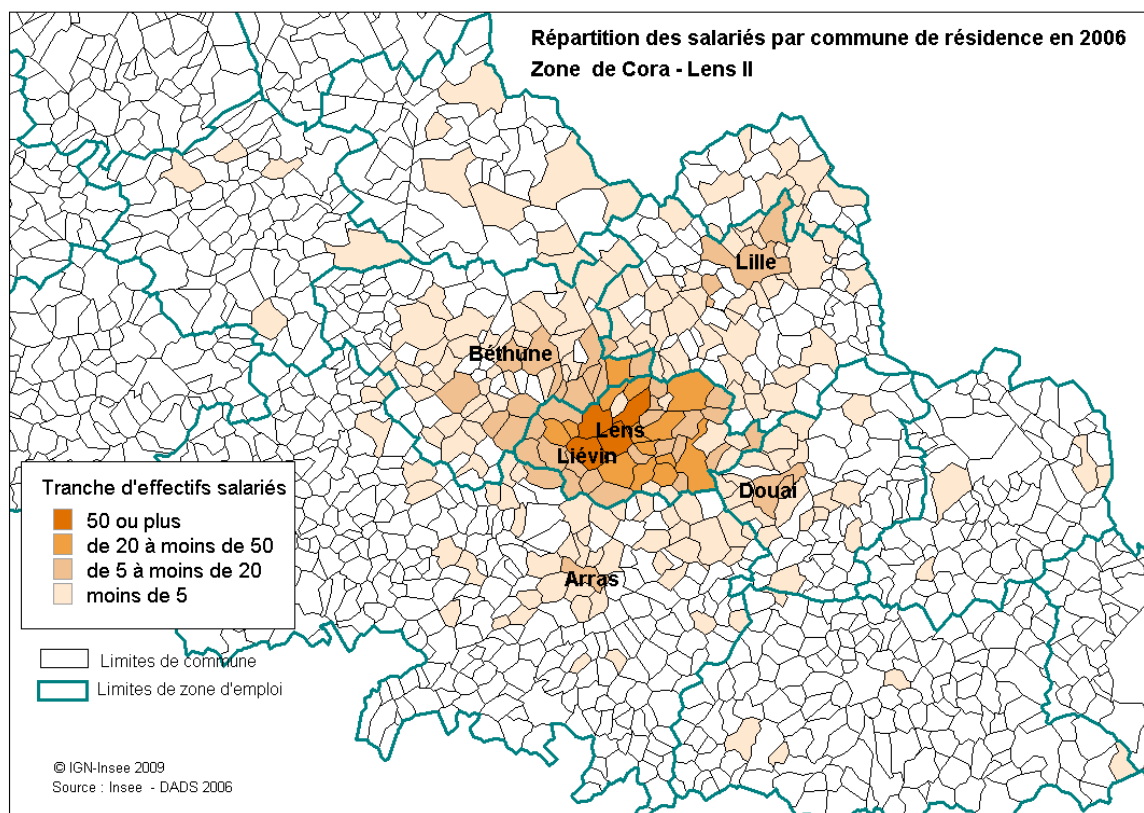 Répartition des salariés par commune de résidence en 2006
Zone de Cora - Lens II
Lille
Béthune
Lens
Liévin
Douai
Arras
Tranche d'effectifs salariés
50 ou plus
de 20 à moins de 50
de 5 à moins de 20
moins de 5
Limites de commune
Limites de zone d'emploi
© IGN-Insee 2009
Source : Insee - DADS 2006